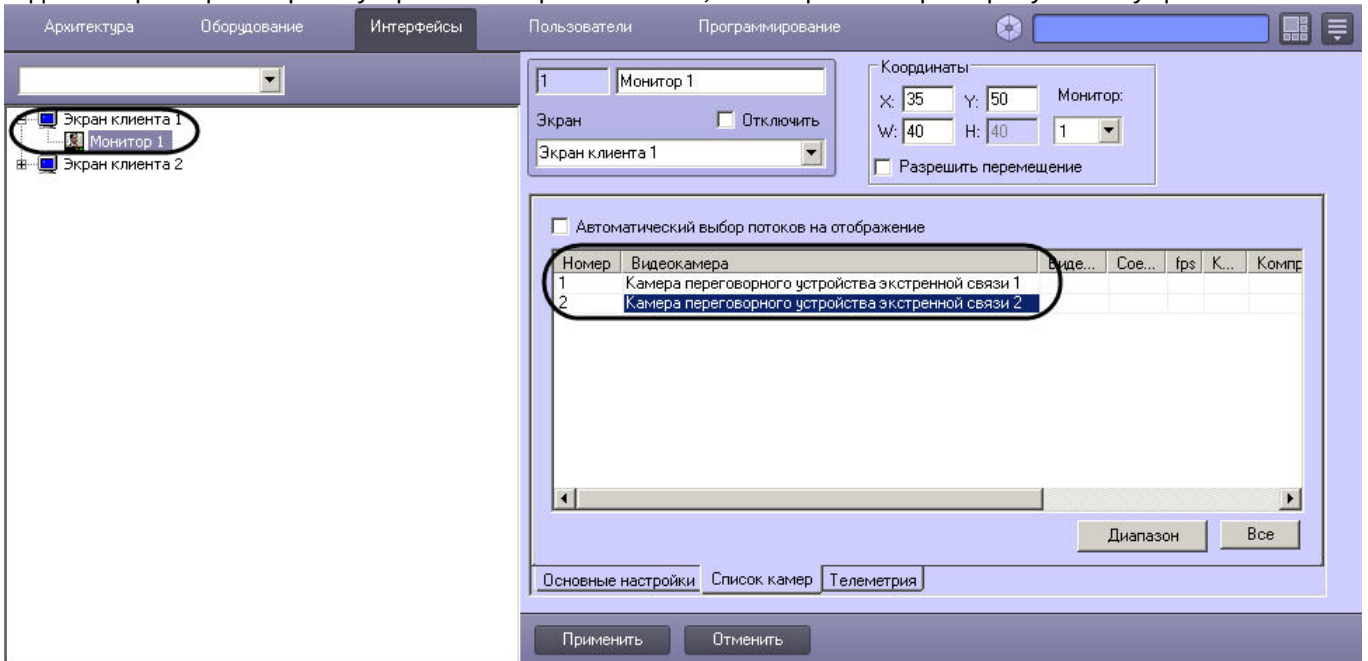 Архитектура Оборудование Интерфейсы Пользователи Программирование
1 Монитор 1
Экран Отключить
Экран клиента 1
Координаты
X: 35 Y: 50 Монитор:
W: 40 H: 40 1
Разрешить перемещение
Экран клиента 1
Монитор 1
Экран клиента 2
Автоматический выбор потоков на отображение
Номер Видеокамера Виде... Сое... fps К... Компр
1 Камера переговорного устройства экстренной связи 1
2 Камера переговорного устройства экстренной связи 2
Диапазон Все
Основные настройки Список камер Телеметрия
Применить Отменить